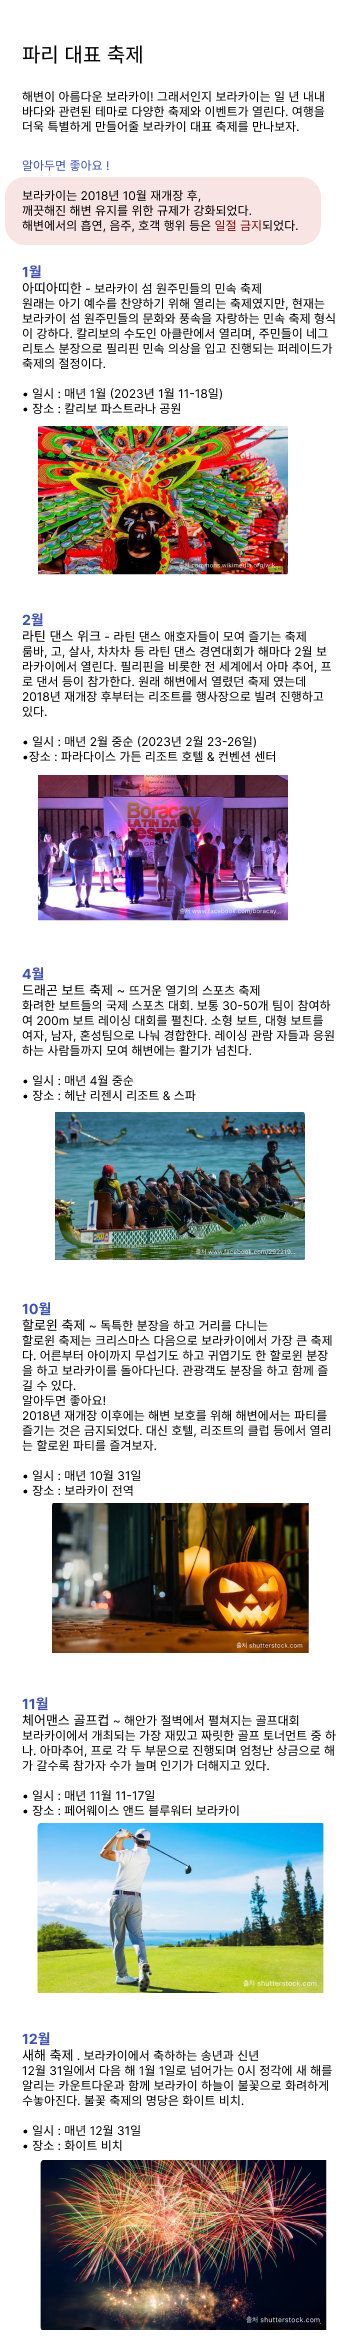 파리 대표 축제
해변이 아름다운 보라카이! 그래서인지 보라카이는 일 년 내내
바다와 관련된 테마로 다양한 축제와 이벤트가 열린다. 여행을
더욱 특별하게 만들어줄 보라카이 대표 축제를 만나보자.
알아두면 좋아요 !
보라카이는 2018년 10월 재개장 후,
깨끗해진 해변 유지를 위한 규제가 강화되었다.
해변에서의 흡연, 음주, 호객 행위 등은 일절 금지되었다.
1월
아띠아띠한 - 보라카이 섬 원주민들의 민속 축제
원래는 아기 예수를 찬양하기 위해 열리는 축제였지만, 현재는
보라카이 섬 원주민들의 문화와 풍속을 자랑하는 민속 축제 형식
이 강하다. 칼리보의 수도인 아클란에서 열리며, 주민들이 네그
리토스 분장으로 필리핀 민속 의상을 입고 진행되는 퍼레이드가
축제의 절정이다.
• 일시 : 매년 1월 (2023년 1월 11-18일)
• 장소 : 칼리보 파스트라나 공원
출처 commons.wikimedia.org/w/i...
2월
라틴 댄스 위크 - 라틴 댄스 애호자들이 모여 즐기는 축제
룸바, 고, 살사, 차차차 등 라틴 댄스 경연대회가 해마다 2월 보
라카이에서 열린다. 필리핀을 비롯한 전 세계에서 아마 추어, 프
로 댄서 등이 참가한다. 원래 해변에서 열렸던 축제 였는데
2018년 재개장 후부터는 리조트를 행사장으로 빌려 진행하고
있다.
• 일시 : 매년 2월 중순 (2023년 2월 23-26일)
•장소 : 파라다이스 가든 리조트 호텔 & 컨벤션 센터
Boracay
LATIN DANCE
출처 www.facebook.com/boracay...
4월
드래곤 보트 축제 ~ 뜨거운 열기의 스포츠 축제
화려한 보트들의 국제 스포츠 대회. 보통 30-50개 팀이 참여하
여 200m 보트 레이싱 대회를 펼친다. 소형 보트, 대형 보트를
여자, 남자, 혼성팀으로 나눠 경합한다. 레이싱 관람 자들과 응원
하는 사람들까지 모여 해변에는 활기가 넘친다.
• 일시 : 매년 4월 중순
• 장소 : 헤난 리젠시 리조트 & 스파
1
출처 www.facebook.com/292219...
10월
할로윈 축제 ~ 독특한 분장을 하고 거리를 다니는
할로윈 축제는 크리스마스 다음으로 보라카이에서 가장 큰 축제
다. 어른부터 아이까지 무섭기도 하고 귀엽기도 한 할로윈 분장
을 하고 보라카이를 돌아다닌다. 관광객도 분장을 하고 함께 즐
길 수 있다.
알아두면 좋아요!
2018년 재개장 이후에는 해변 보호를 위해 해변에서는 파티를
즐기는 것은 금지되었다. 대신 호텔, 리조트의 클럽 등에서 열리
는 할로윈 파티를 즐겨보자.
• 일시 : 매년 10월 31일
• 장소 : 보라카이 전역
출처 shutterstock.com
11월
체어맨스 골프컵 ~ 해안가 절벽에서 펼쳐지는 골프대회
보라카이에서 개최되는 가장 재밌고 짜릿한 골프 토너먼트 중 하
나. 아마추어, 프로 각 두 부문으로 진행되며 엄청난 상금으로 해
가 갈수록 참가자 수가 늘며 인기가 더해지고 있다.
• 일시 : 매년 11월 11-17일
• 장소 : 페어웨이스 앤드 블루워터 보라카이
출처 shutterstock.com
12월
새해 축제 . 보라카이에서 축하하는 송년과 신년
12월 31일에서 다음 해 1월 1일로 넘어가는 0시 정각에 새 해를
알리는 카운트다운과 함께 보라카이 하늘이 불꽃으로 화려하게
수놓아진다. 불꽃 축제의 명당은 화이트 비치.
• 일시 : 매년 12월 31일
• 장소 : 화이트 비치
출처 shutterstock.com